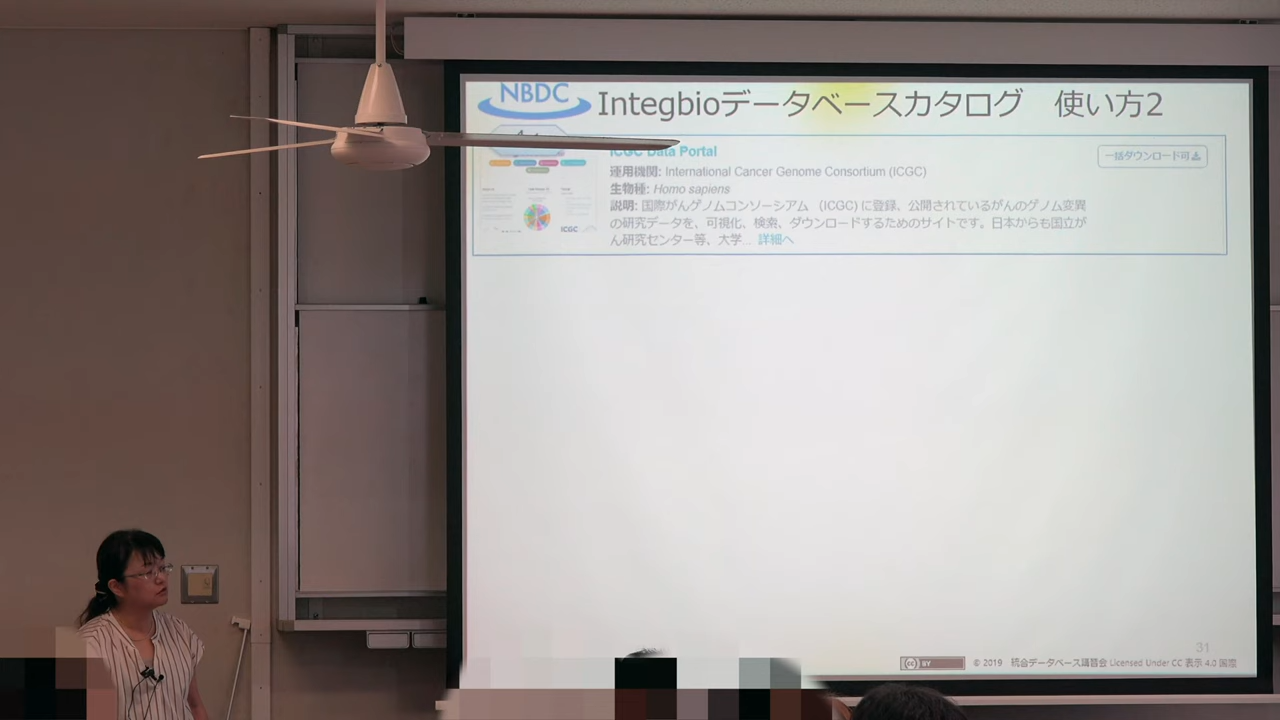 NBDC
Integbioデータベースカタログ 使い方2
ICGC Data Portal
一括ダウンロード可
運用機関: International Cancer Genome Consortium (ICGC)
生物種: Homo sapiens
説明: 国際がんゲノムコンソーシアム (ICGC) に登録、公開されているがんのゲノム変異
の研究データを、可視化、検索、ダウンロードするためのサイトです。日本からも国立が
ん研究センター等、大学... 詳細へ
ICGC
31
CC BY
© 2019 統合データベース講習会 Licensed Under CC 表示 4.0 国際